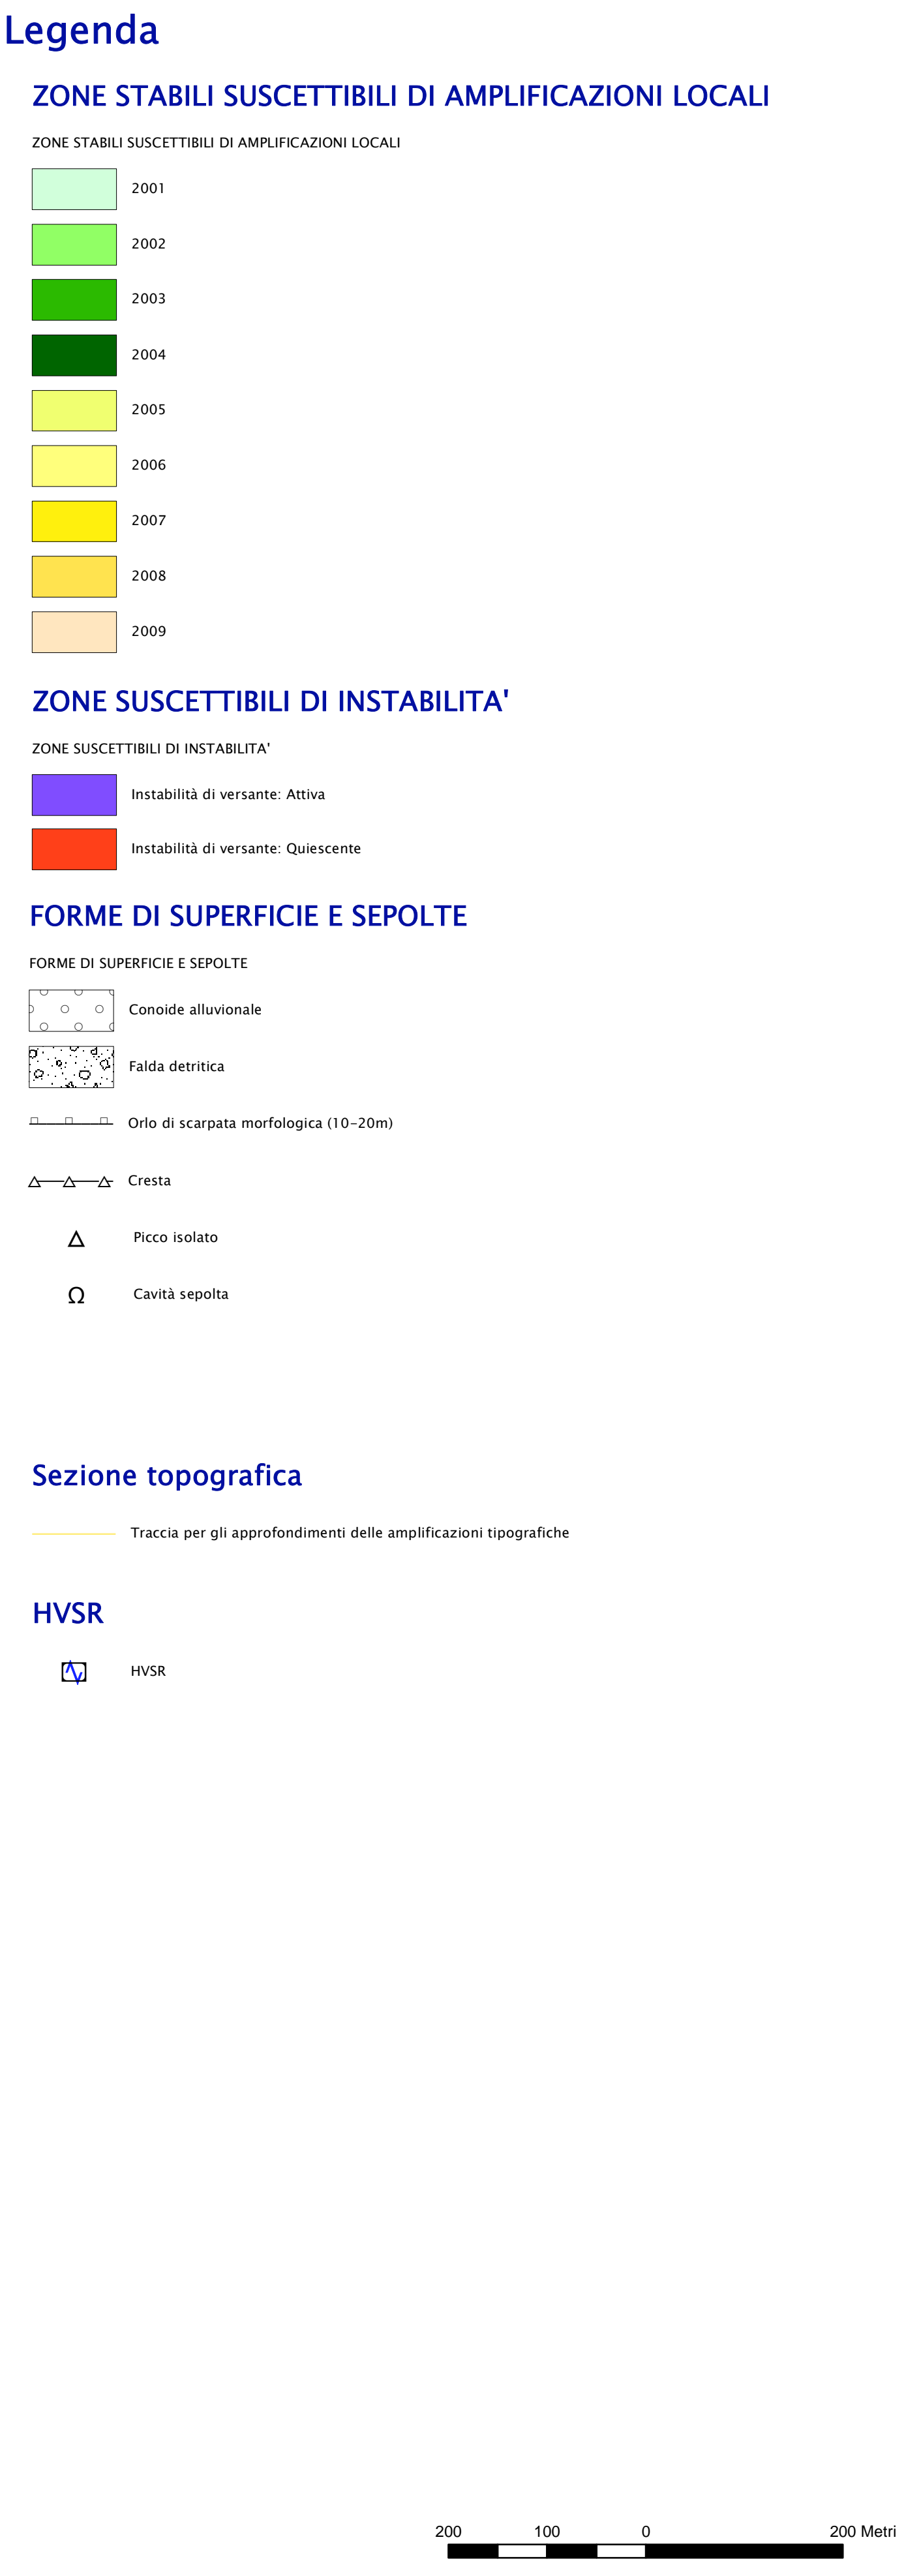 Legenda
ZONE STABILI SUSCETTIBILI DI AMPLIFICAZIONI LOCALI
ZONE STABILI SUSCETTIBILI DI AMPLIFICAZIONI LOCALI
2001
2002
2003
2004
2005
2006
2007
2008
2009
ZONE SUSCETTIBILI DI INSTABILITA'
ZONE SUSCETTIBILI DI INSTABILITA'
Instabilità di versante: Attiva
Instabilità di versante: Quiescente
FORME DI SUPERFICIE E SEPOLTE
FORME DI SUPERFICIE E SEPOLTE
Conoide alluvionale
Falda detritica
Orlo di scarpata morfologica (10-20m)
Cresta
Picco isolato
Ω Cavità sepolta
Sezione topografica
Traccia per gli approfondimenti delle amplificazioni tipografiche
HVSR
HVSR
200 100 0 200 Metri